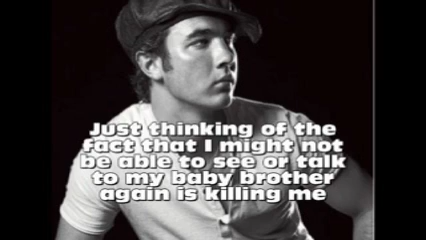 Just thinking of the
fact that I might not
be able to see or talk
to my baby brother
again is killing me